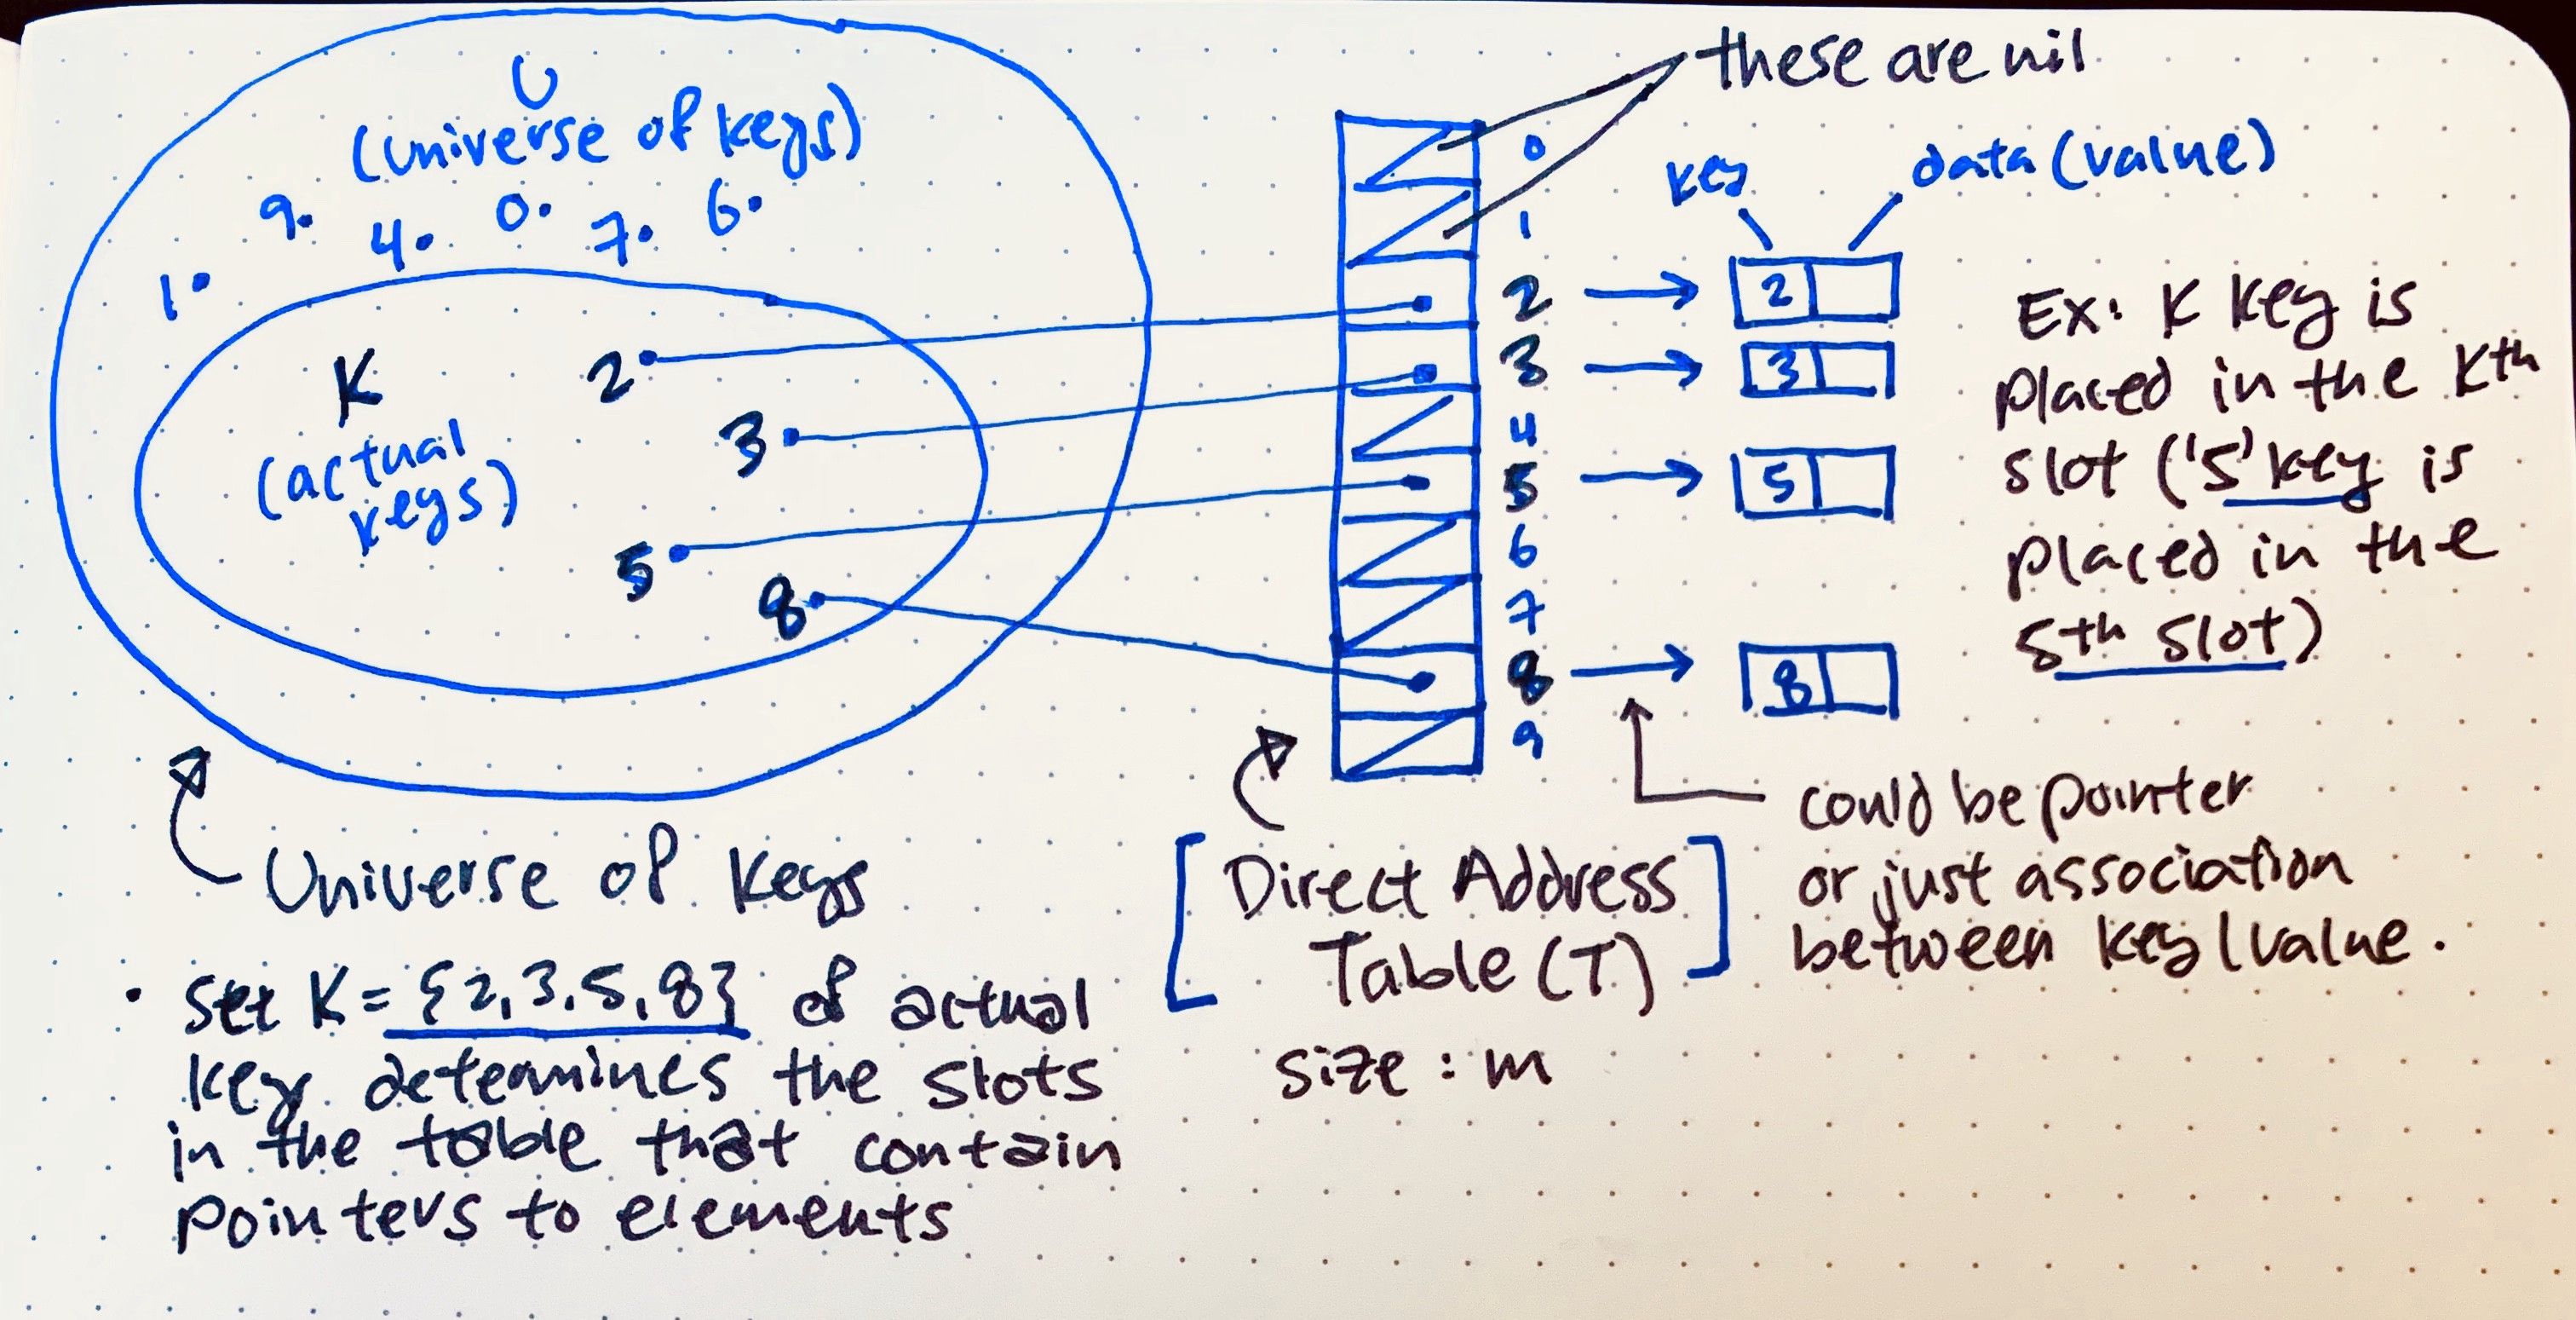 U
(universe of keys)
9.
4.
0.
7.
6.
1.
K
(actual
keys)
2
3
5
8
these are nil
0
1
2
3
4
5
6
7
8
9
key
data (value)
2
3
5
8
Ex: K key is
placed in the Kth
slot ('5' key is
placed in the
5th slot)
could be pointer
or just association
between key/value.
Universe of keys
• set K = {2,3,5,8} of actual
keys determines the slots
in the table that contain
pointers to elements
[Direct Address
Table (T)]
size: m